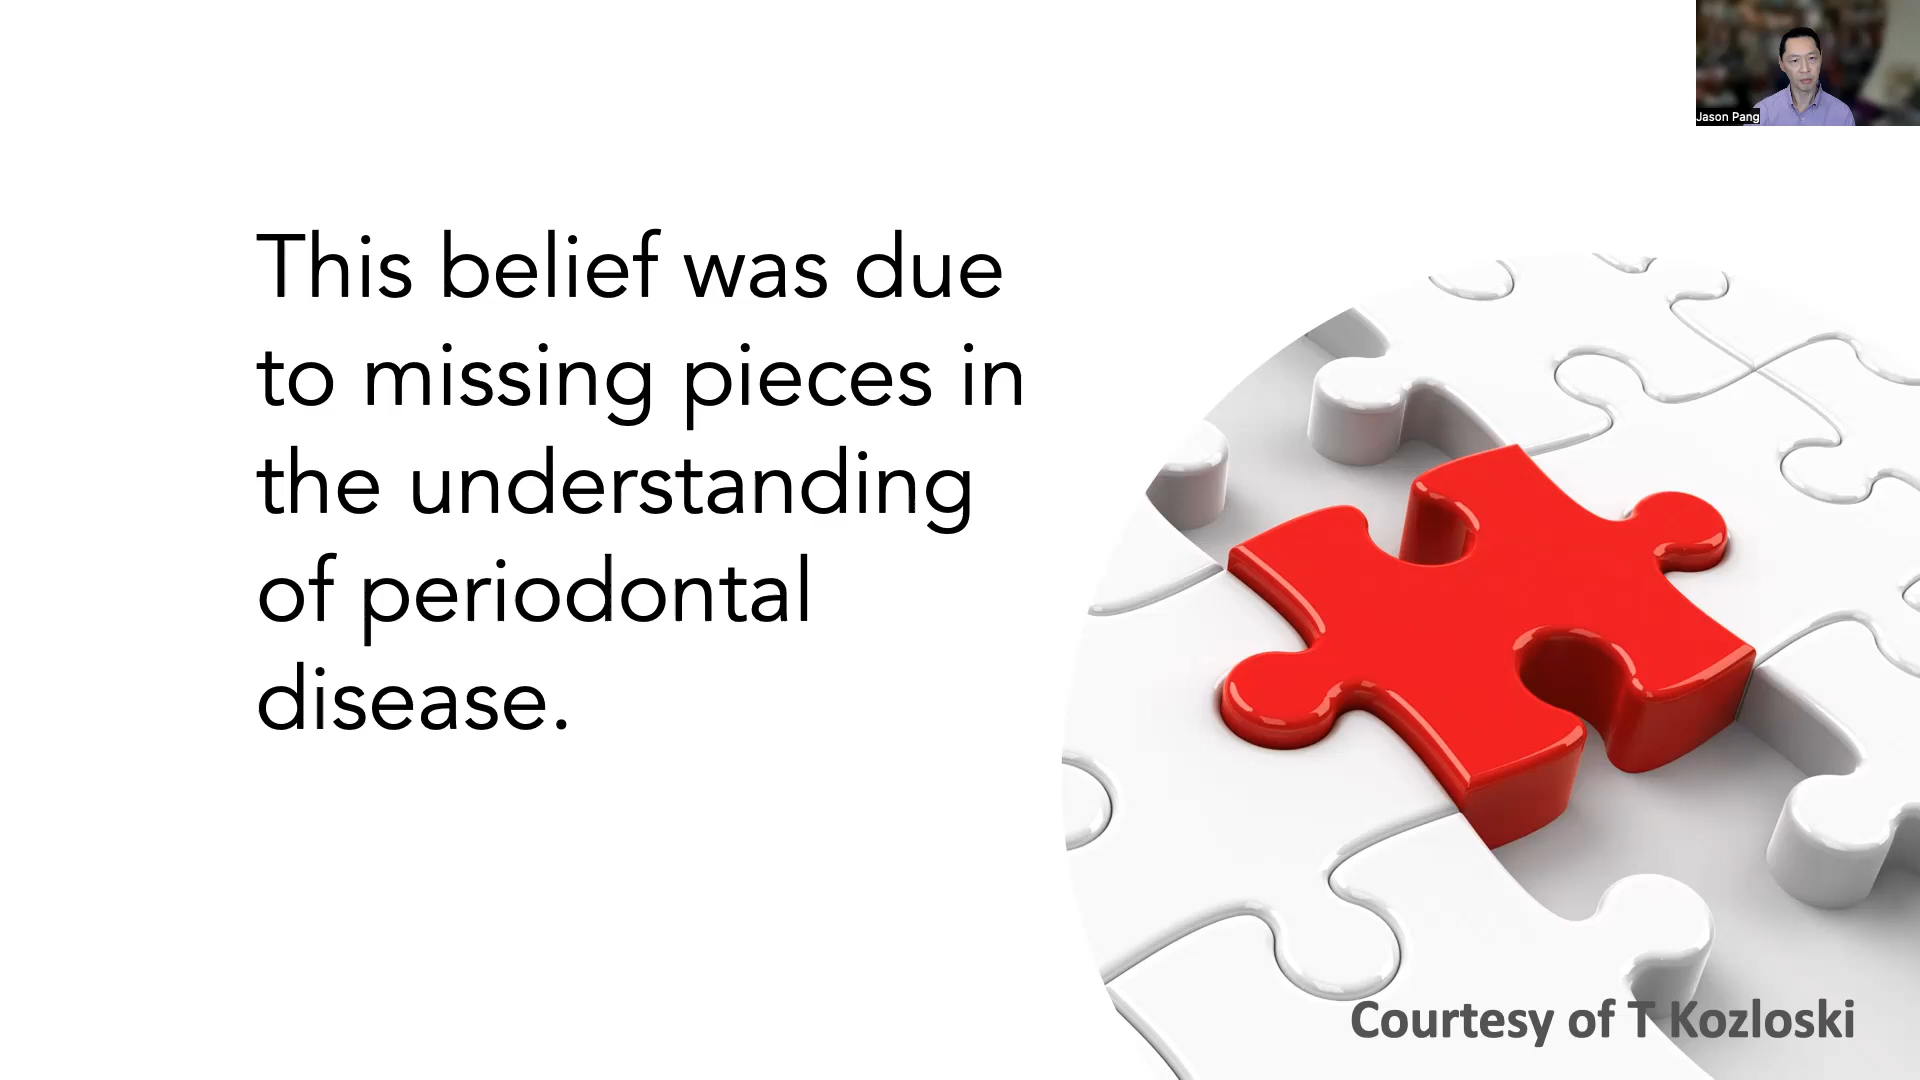 Jason Pang
This belief was due
to missing pieces in
the understanding
of periodontal
disease.
Courtesy of T Kozloski